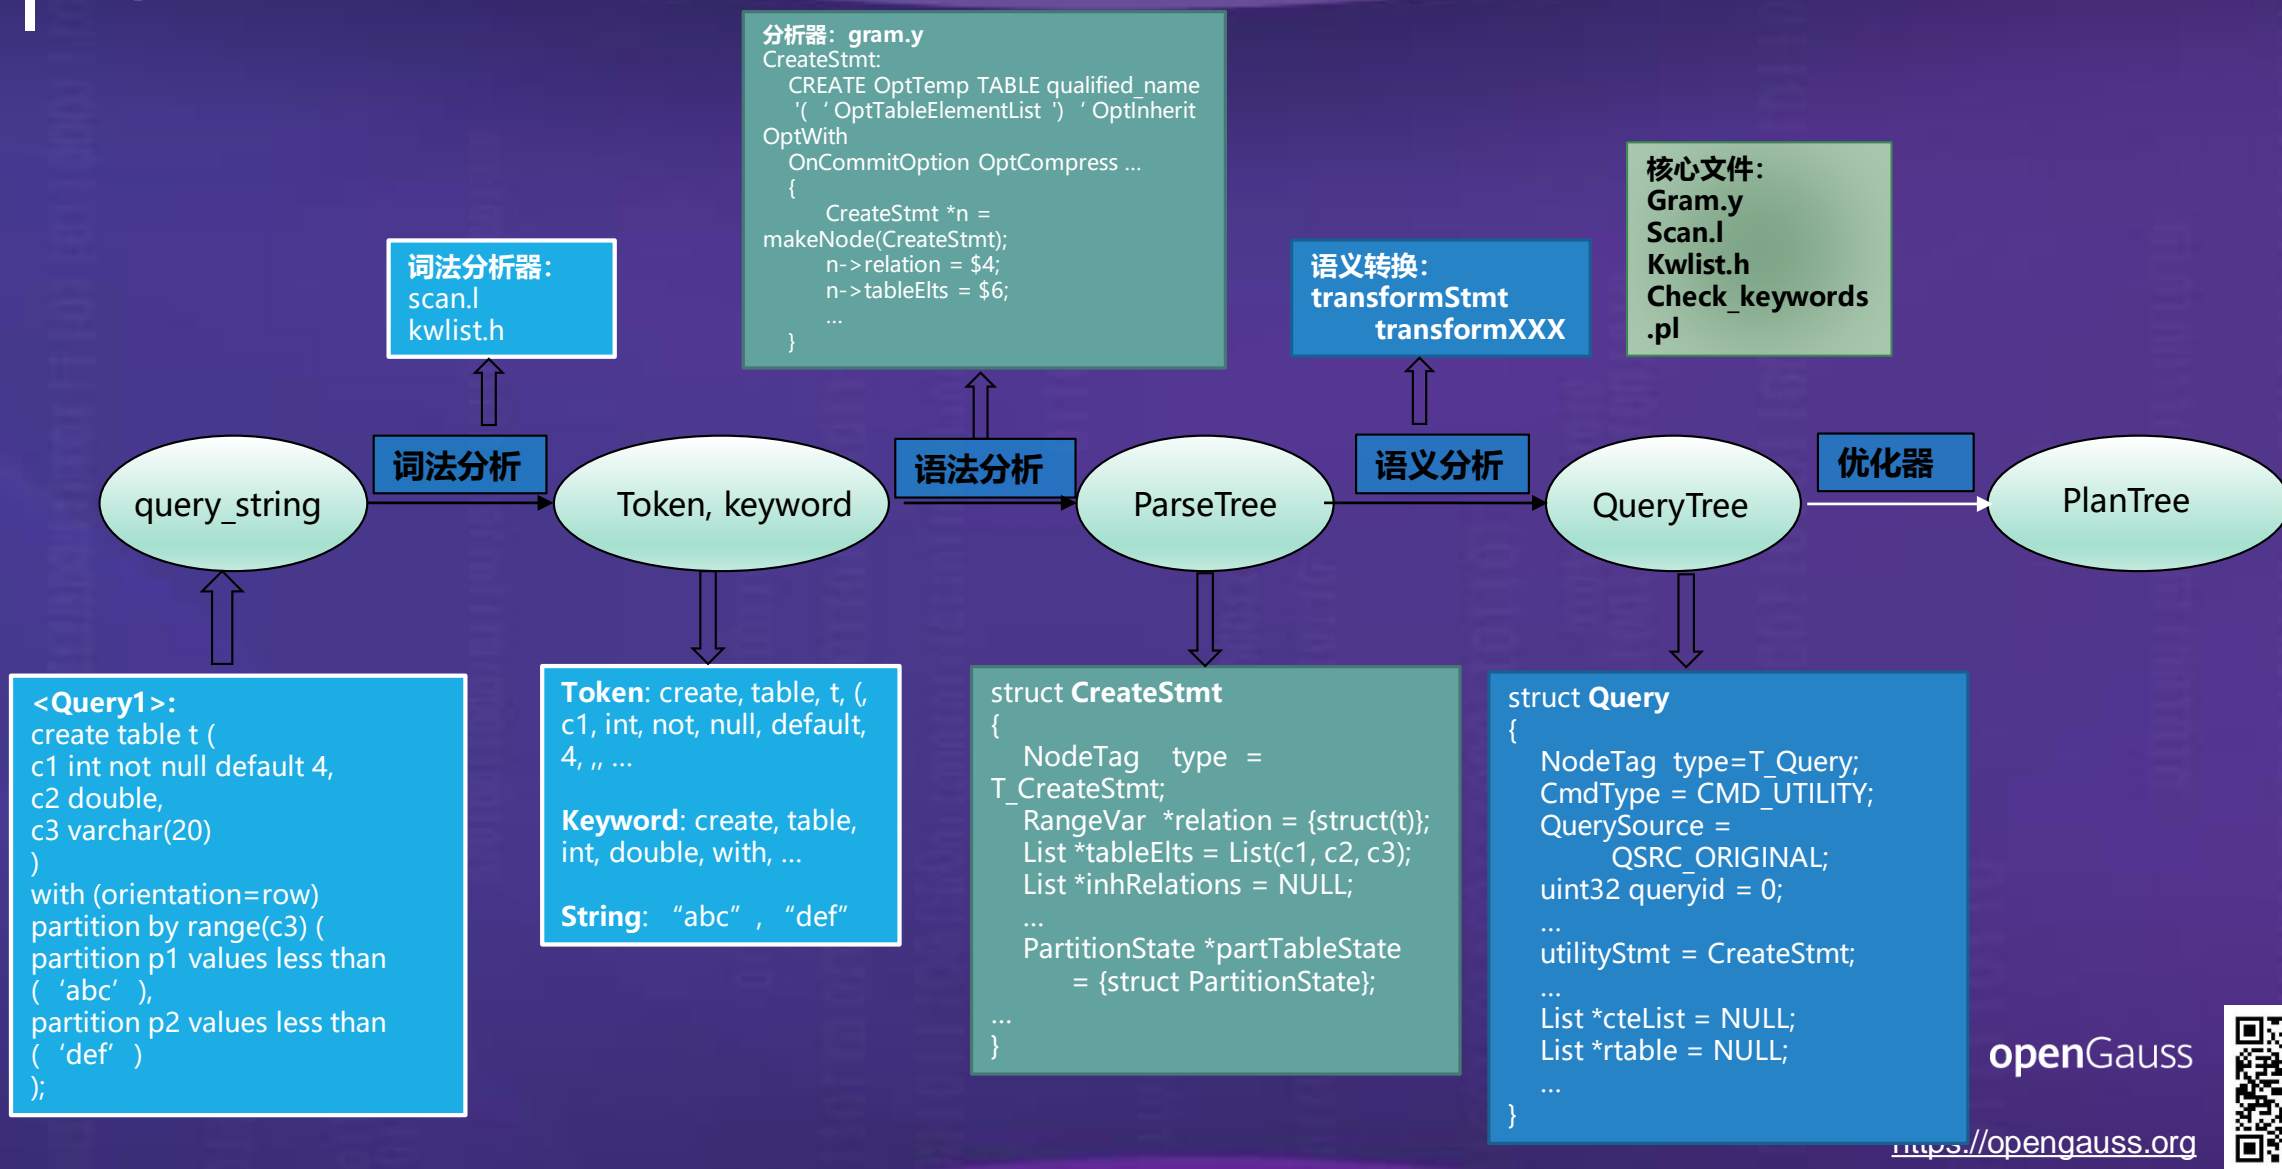 分析器：gram.y
CreateStmt:
CREATE OptTemp TABLE qualified_name
'( ‘ OptTableElementList ') ‘ OptInherit
OptWith
OnCommitOption OptCompress ...
{
CreateStmt *n =
makeNode(CreateStmt);
n->relation = $4;
n->tableElts = $6;
...
}
词法分析器：
scan.l
kwlist.h
语义转换：
transformStmt
transformXXX
核心文件：
Gram.y
Scan.l
Kwlist.h
Check_keywords
.pl
query_string
词法分析
Token, keyword
语法分析
ParseTree
语义分析
QueryTree
优化器
PlanTree
<Query1>:
create table t (
c1 int not null default 4,
c2 double,
c3 varchar(20)
)
with (orientation=row)
partition by range(c3) (
partition p1 values less than
(‘abc’),
partition p2 values less than
(‘def’)
);
Token: create, table, t, (,
c1, int, not, null, default,
4, ,, ...
Keyword: create, table,
int, double, with, ...
String: “abc”, “def”
struct CreateStmt
{
NodeTag type =
T_CreateStmt;
RangeVar *relation = {struct(t)};
List *tableElts = List(c1, c2, c3);
List *inhRelations = NULL;
...
PartitionState *partTableState
= {struct PartitionState};
...
}
struct Query
{
NodeTag type=T_Query;
CmdType = CMD_UTILITY;
QuerySource =
QSRC_ORIGINAL;
uint32 queryid = 0;
...
utilityStmt = CreateStmt;
...
List *cteList = NULL;
List *rtable = NULL;
...
}
openGauss
https://opengauss.org